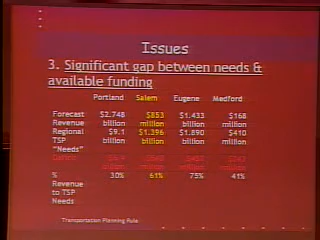 Issues
3. Significant gap between needs &
available funding
Portland Salem Eugene Medford
Forecast $2.748 $853 $1.433 $168
Revenue billion million billion million
Regional $9.1 $1.396 $1.890 $410
TSP billion billion billion million
"Needs"
% 30% 61% 75% 41%
Revenue
to TSP
Needs
Transportation Planning Rule